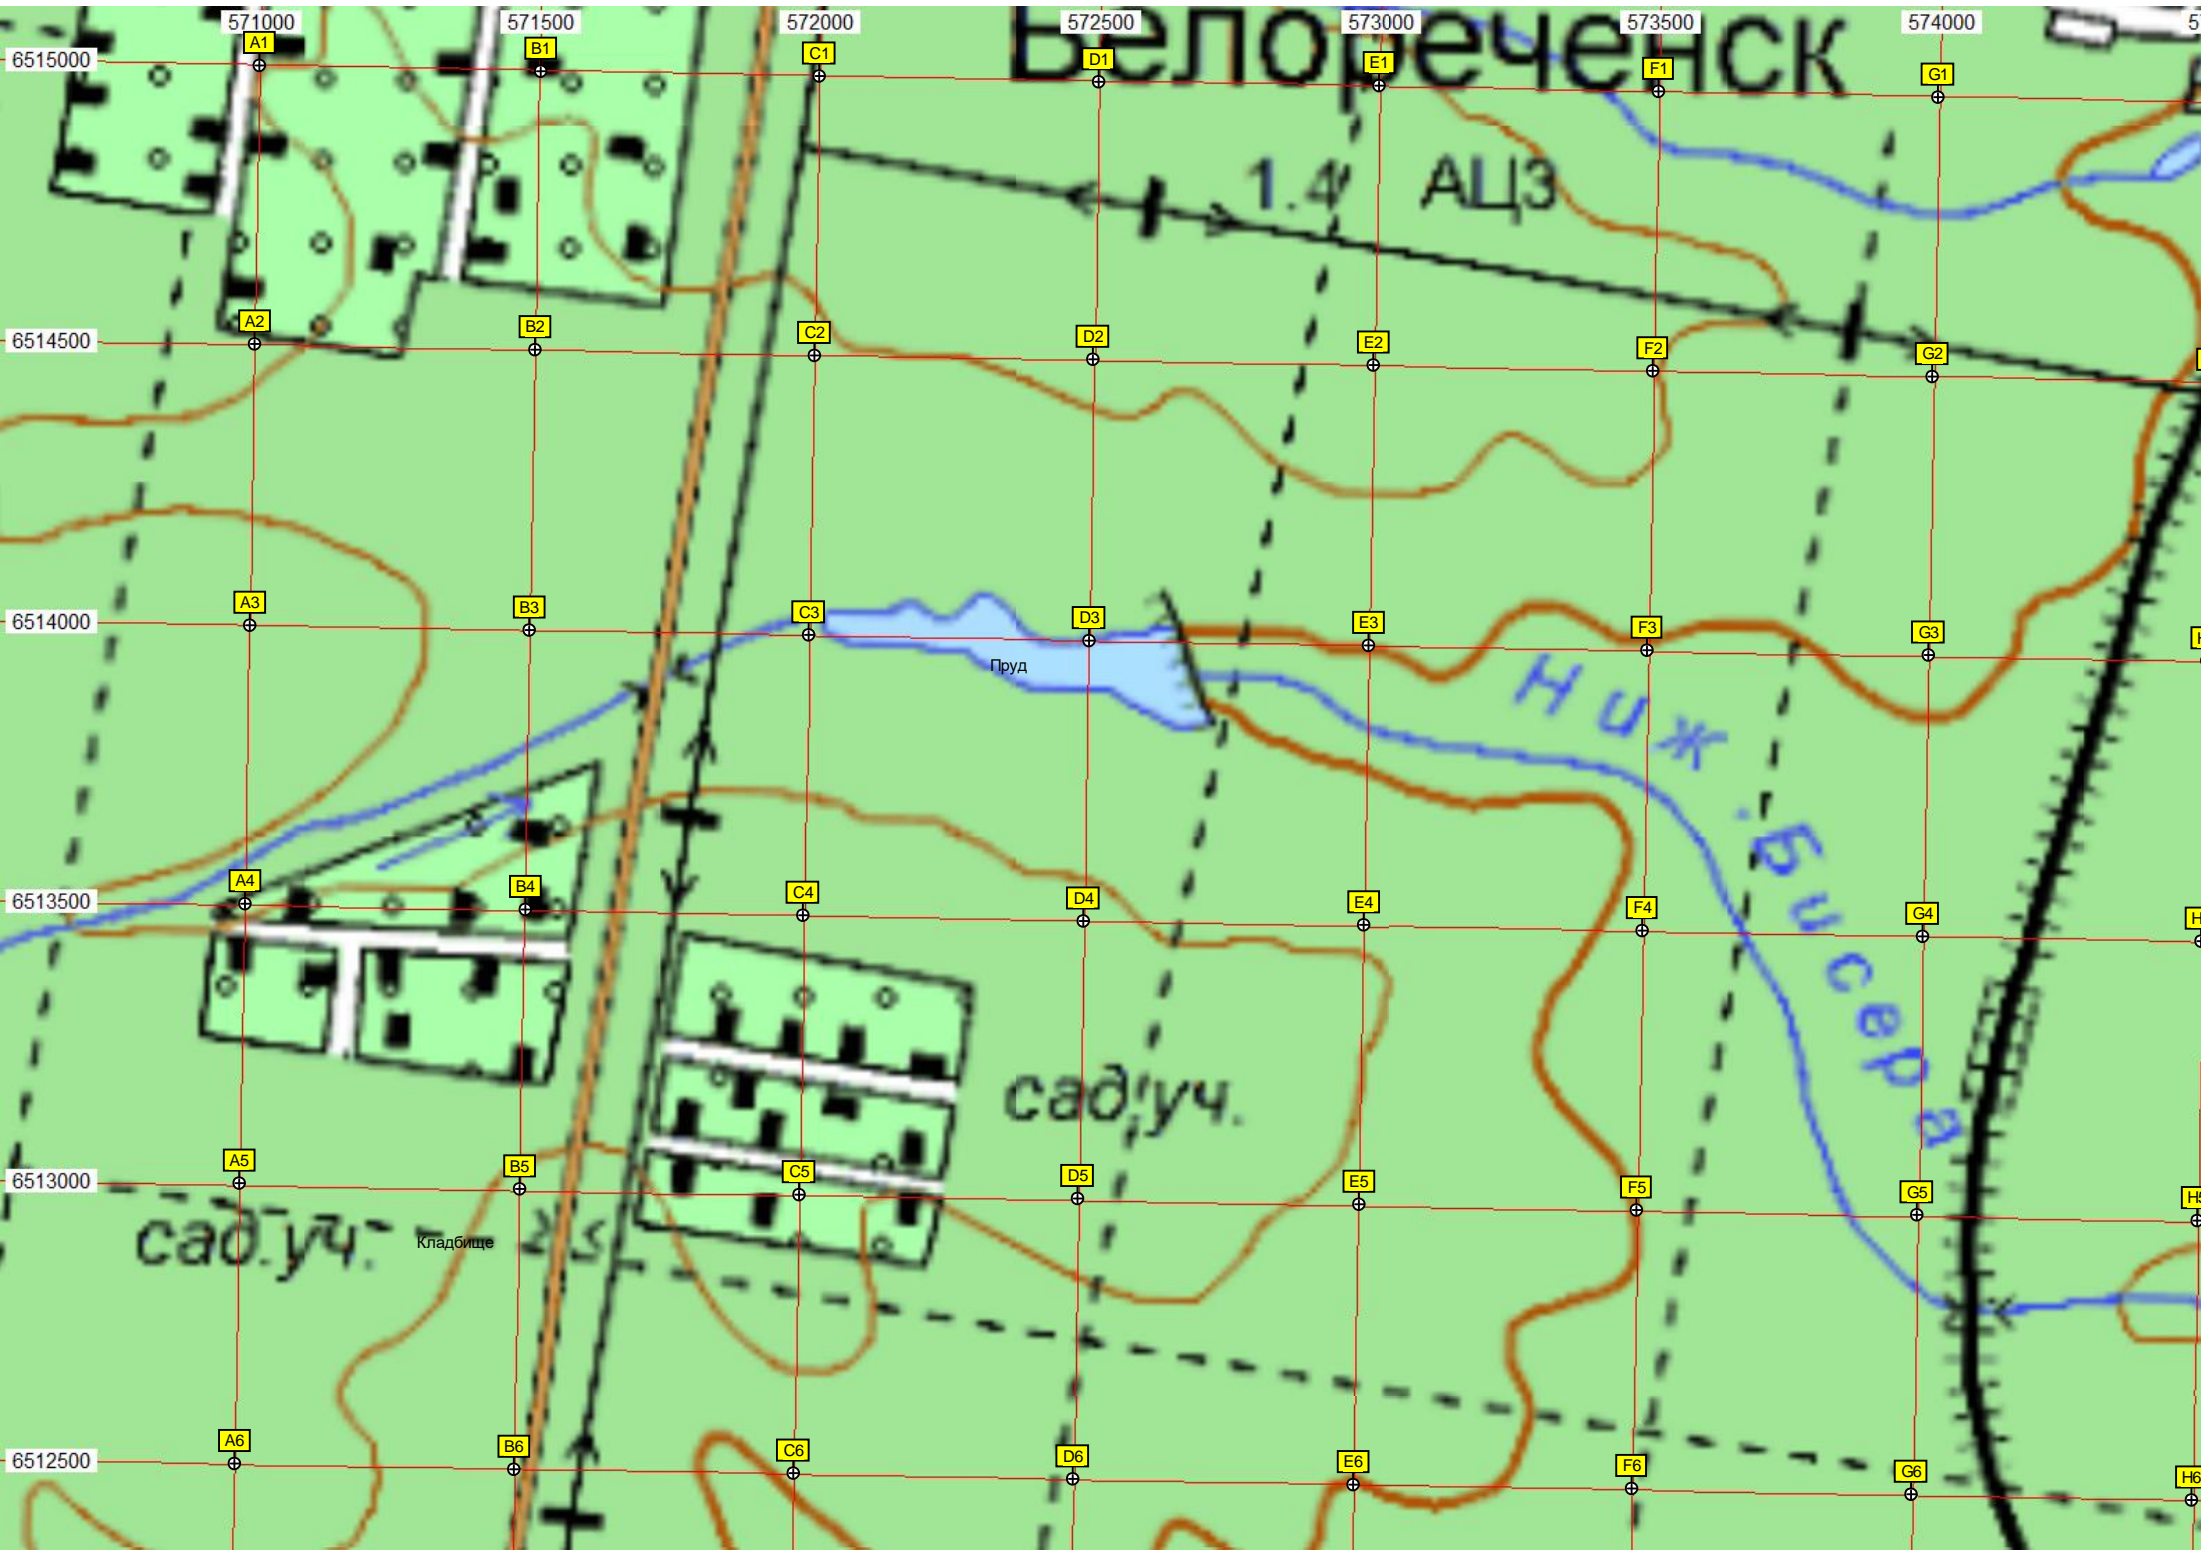 571000 571500 572000 572500 573000 573500 574000
Белореченск
6515000 A1 B1 C1 D1 E1 F1 G1
1.4 АЦЗ
6514500 A2 B2 C2 D2 E2 F2 G2
6514000 A3 B3 C3 D3 E3 F3 G3
Пруд
Ниж. Бисера
6513500 A4 B4 C4 D4 E4 F4 G4
сад.уч.
6513000 A5 B5 C5 D5 E5 F5 G5 H5
сад.уч.
Кладбище
6512500 A6 B6 C6 D6 E6 F6 G6 H6